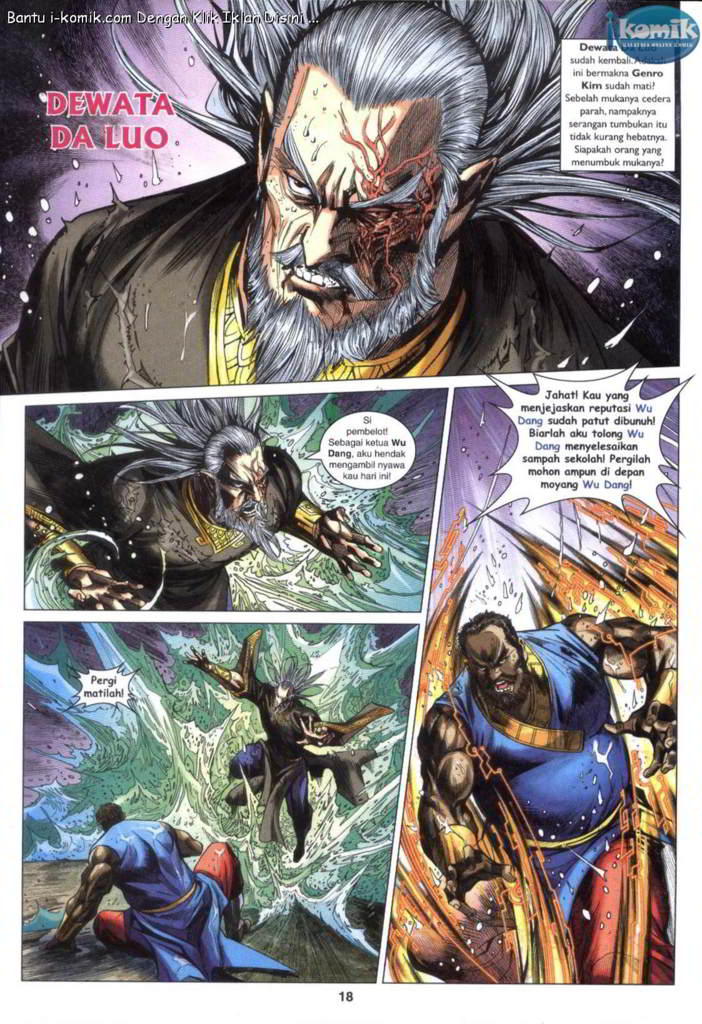 Bantu i-komik.com Dengan Klik Iklan Disini ...
ikomik
MALAYSIA ONLINE KOMIK
DEWATA
DA LUO
Dewata
sudah kembali.
ini bermakna Genro
Kim sudah mati?
Sebelah mukanya cedera
parah, nampaknya
serangan tumbukan itu
tidak kurang hebatnya.
Siapakah orang yang
menumbuk mukanya?
Si
pembelot!
Sebagai ketua Wu
Dang, aku hendak
mengambil nyawa
kau hari ini!
Jahat! Kau yang
menjejaskan reputasi Wu
Dang sudah patut dibunuh!
Biarlah aku tolong Wu
Dang menyelesaikan
sampah sekolah! Pergilah
mohon ampun di depan
moyang Wu Dang!
Pergi
matilah!
18